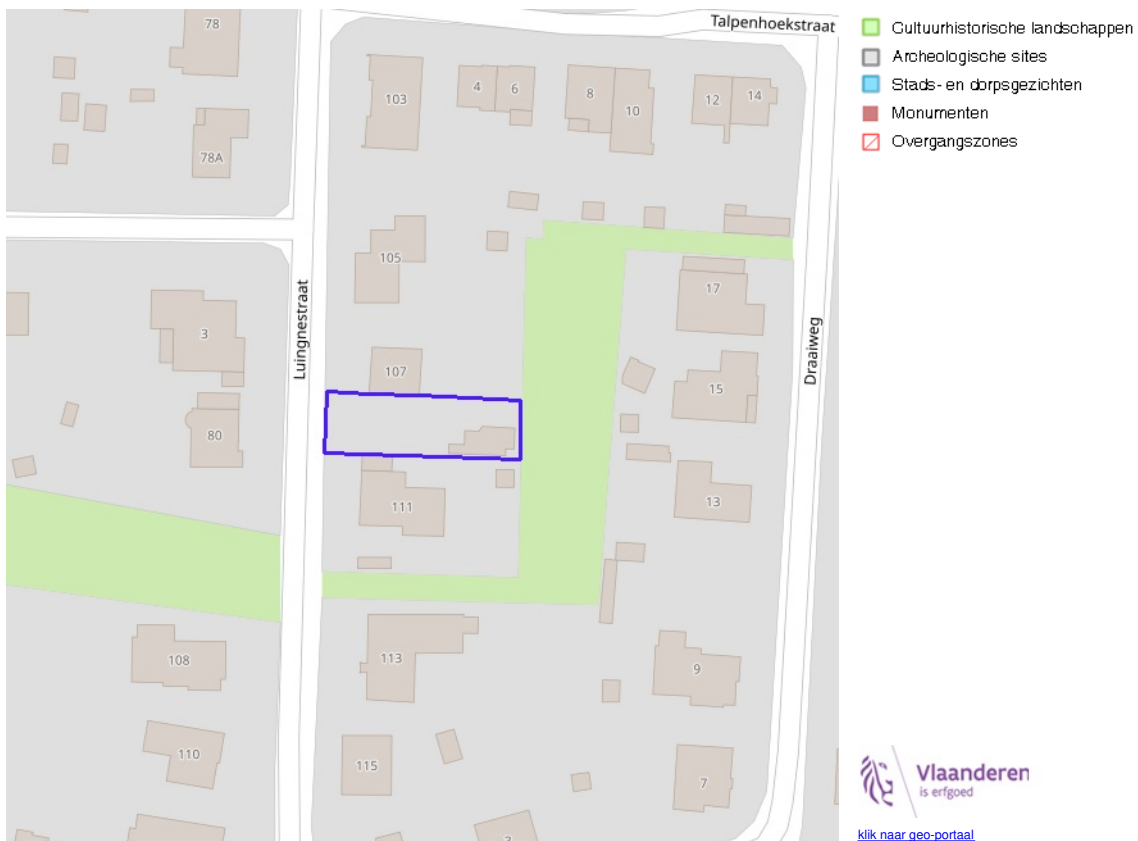 78
Talpenhoekstraat
103
4
6
8
10
12
14
78A
105
17
Luingnestraat
3
Draaiweg
107
15
80
13
111
108
113
9
110
115
7
Cultuurhistorische landschappen
Archeologische sites
Stads- en dorpsgezichten
Monumenten
Overgangszones
Vlaanderen
is erfgoed
klik naar geo-portaal